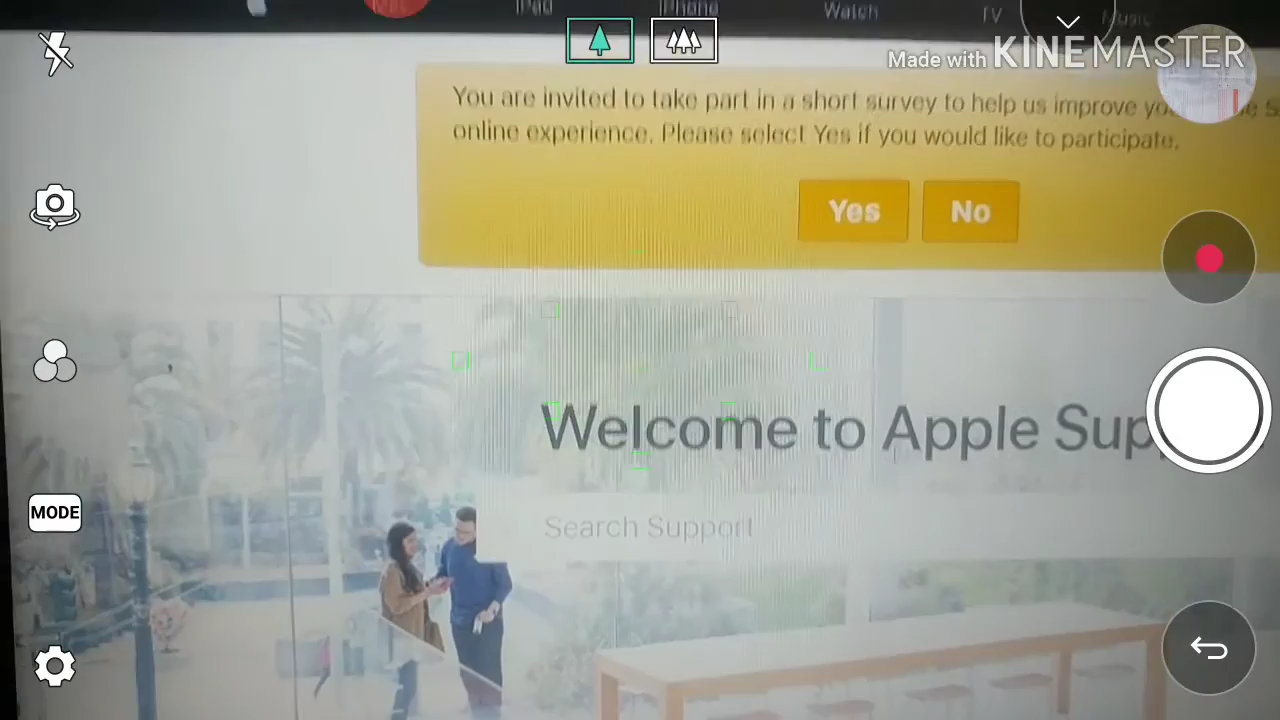 iPad iPhone Watch TV Music
Made with KINEMASTER
You are invited to take part in a short survey to help us improve
online experience. Please select Yes if you would like to participate.
Yes No
Welcome to Apple Sup
Search Support
MODE